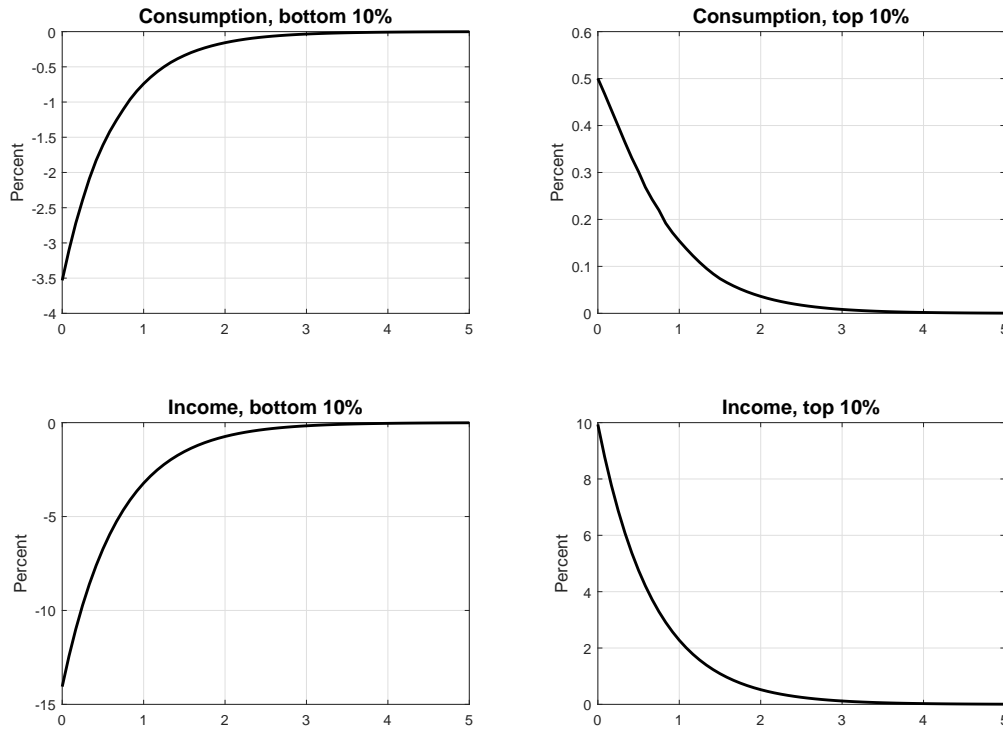 Consumption, bottom 10%
Percent
0
-0.5
-1
-1.5
-2
-2.5
-3
-3.5
-4
0 1 2 3 4 5
Consumption, top 10%
Percent
0.6
0.5
0.4
0.3
0.2
0.1
0
0 1 2 3 4 5
Income, bottom 10%
Percent
0
-5
-10
-15
0 1 2 3 4 5
Income, top 10%
Percent
10
8
6
4
2
0
0 1 2 3 4 5